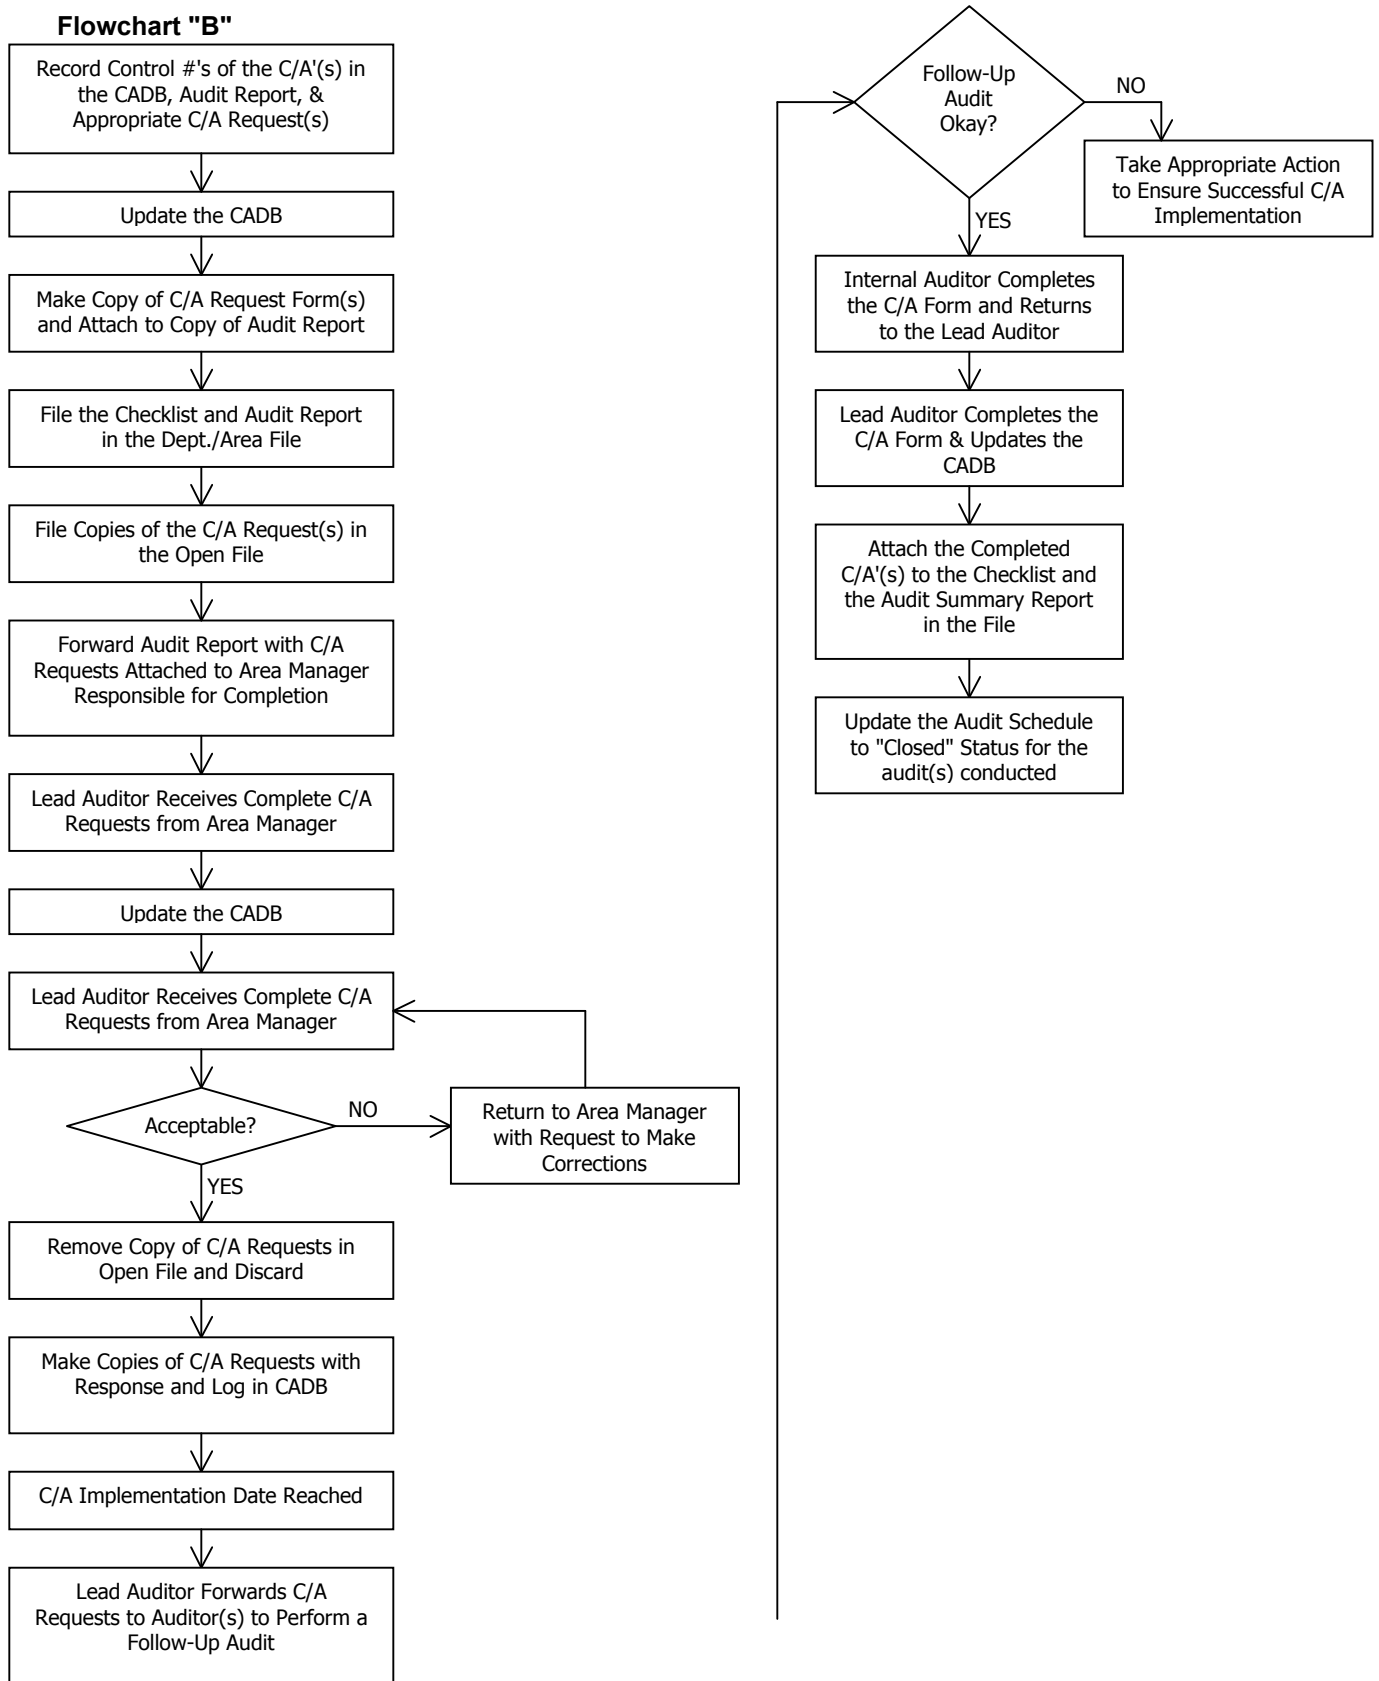 Flowchart "B"
Record Control #'s of the C/A'(s) in
the CADB, Audit Report, &
Appropriate C/A Request(s)
Update the CADB
Make Copy of C/A Request Form(s)
and Attach to Copy of Audit Report
File the Checklist and Audit Report
in the Dept./Area File
File Copies of the C/A Request(s) in
the Open File
Forward Audit Report with C/A
Requests Attached to Area Manager
Responsible for Completion
Lead Auditor Receives Complete C/A
Requests from Area Manager
Update the CADB
Lead Auditor Receives Complete C/A
Requests from Area Manager
Acceptable?
NO
Return to Area Manager
with Request to Make
Corrections
YES
Remove Copy of C/A Requests in
Open File and Discard
Make Copies of C/A Requests with
Response and Log in CADB
C/A Implementation Date Reached
Lead Auditor Forwards C/A
Requests to Auditor(s) to Perform a
Follow-Up Audit
Follow-Up
Audit
Okay?
NO
Take Appropriate Action
to Ensure Successful C/A
Implementation
YES
Internal Auditor Completes
the C/A Form and Returns
to the Lead Auditor
Lead Auditor Completes the
C/A Form & Updates the
CADB
Attach the Completed
C/A'(s) to the Checklist and
the Audit Summary Report
in the File
Update the Audit Schedule
to "Closed" Status for the
audit(s) conducted